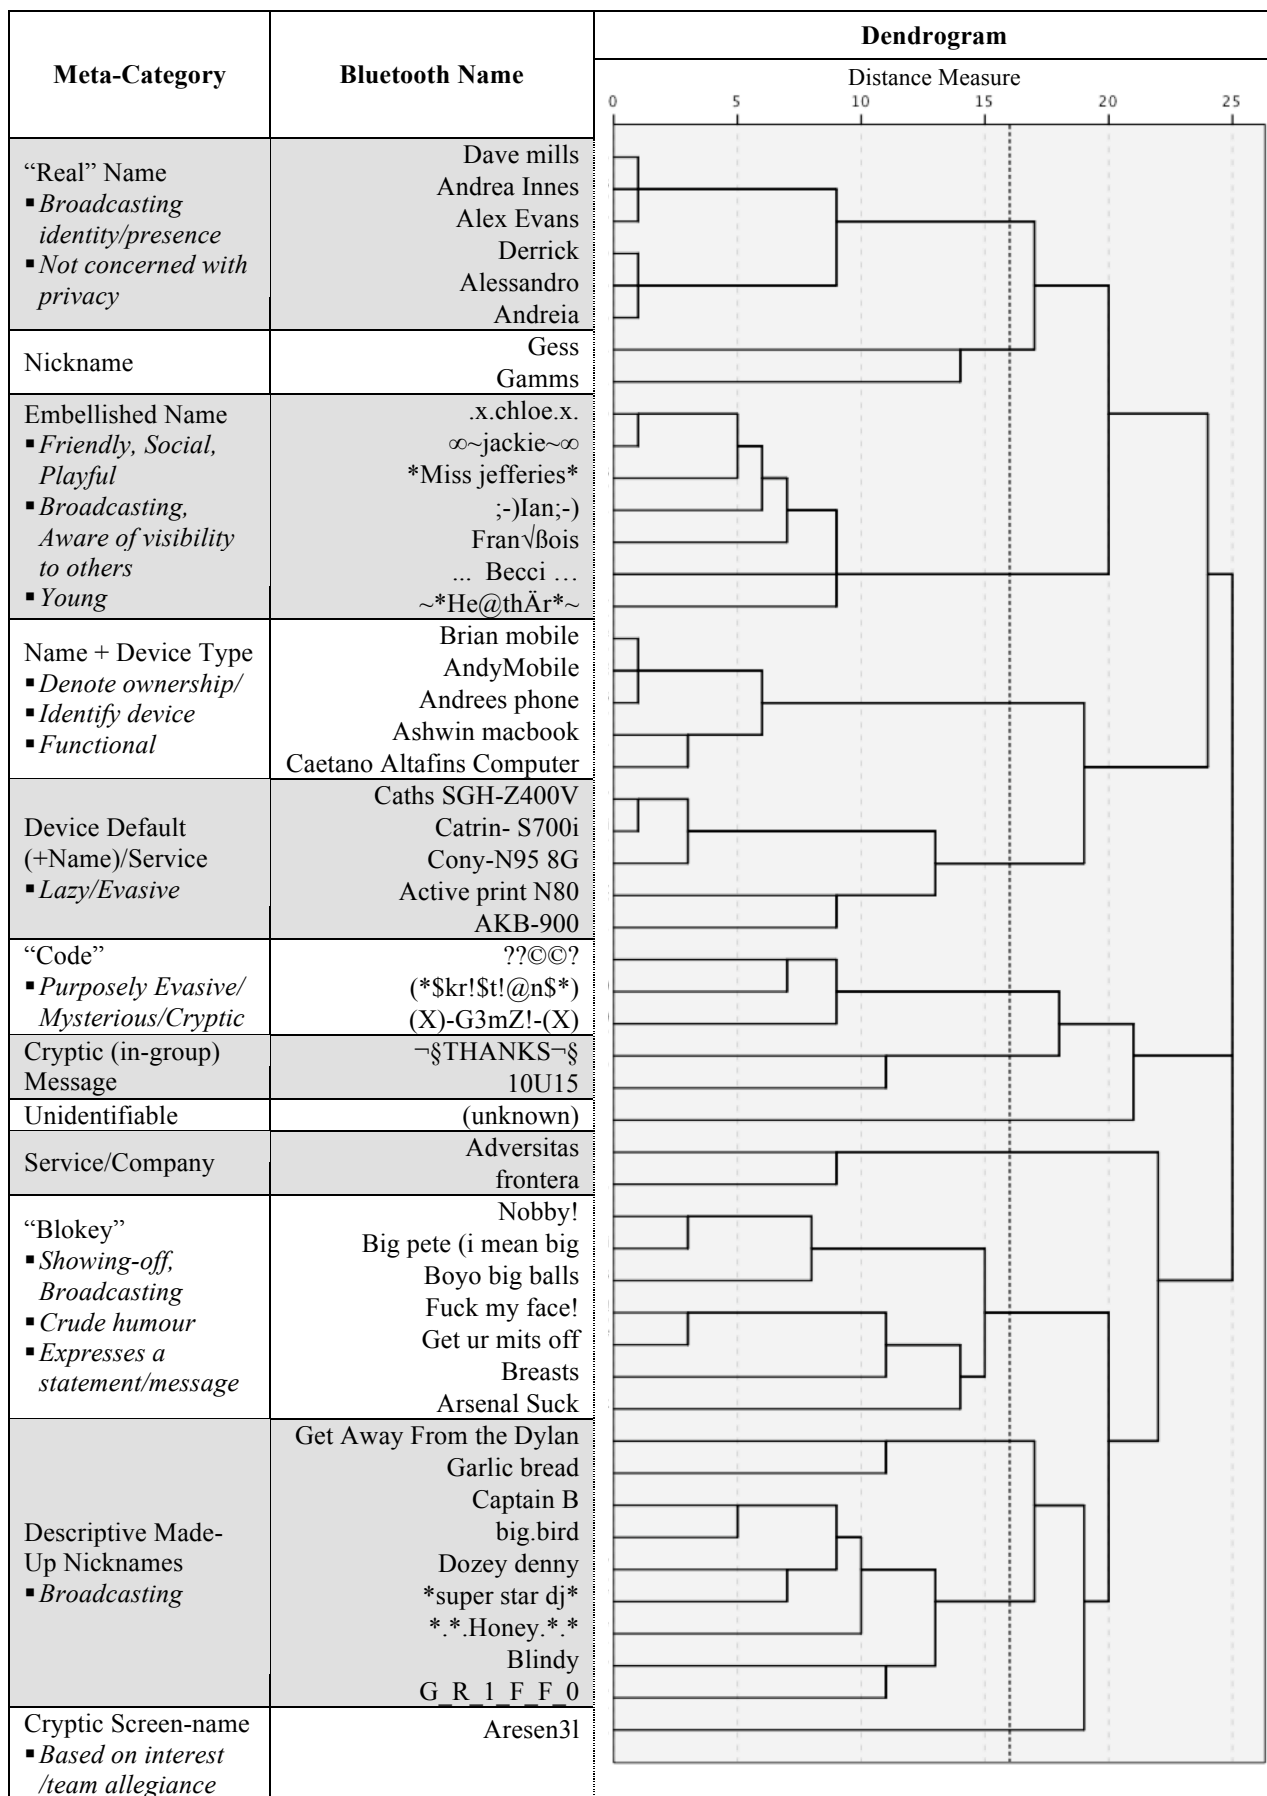 Meta-Category
Bluetooth Name
Dendrogram
Distance Measure
0 5 10 15 20 25
“Real” Name
▪ Broadcasting
identity/presence
▪ Not concerned with
privacy
Dave mills
Andrea Innes
Alex Evans
Derrick
Alessandro
Andreia
Nickname
Gess
Gamms
Embellished Name
▪ Friendly, Social,
Playful
▪ Broadcasting,
Aware of visibility
to others
▪ Young
.x.chloe.x.
∞~jackie~∞
*Miss jefferies*
;-)Ian;-)
Fran√ßois
... Becci …
~*He@thÄr*~
Name + Device Type
▪ Denote ownership/
▪ Identify device
▪ Functional
Brian mobile
AndyMobile
Andrees phone
Ashwin macbook
Caetano Altafins Computer
Device Default
(+Name)/Service
▪ Lazy/Evasive
Caths SGH-Z400V
Catrin- S700i
Cony-N95 8G
Active print N80
AKB-900
“Code”
▪ Purposely Evasive/
Mysterious/Cryptic
??©©?
(*$kr!$t!@n$*)
(X)-G3mZ!-(X)
Cryptic (in-group)
Message
¬§THANKS¬§
10U15
Unidentifiable
(unknown)
Service/Company
Adversitas
frontera
“Blokey”
▪ Showing-off,
Broadcasting
▪ Crude humour
▪ Expresses a
statement/message
Nobby!
Big pete (i mean big
Boyo big balls
Fuck my face!
Get ur mits off
Breasts
Arsenal Suck
Descriptive Made-
Up Nicknames
▪ Broadcasting
Get Away From the Dylan
Garlic bread
Captain B
big.bird
Dozey denny
*super star dj*
*.*.Honey.*.*
Blindy
G_R_1_F_F_0
Cryptic Screen-name
▪ Based on interest
/team allegiance
Aresen3l